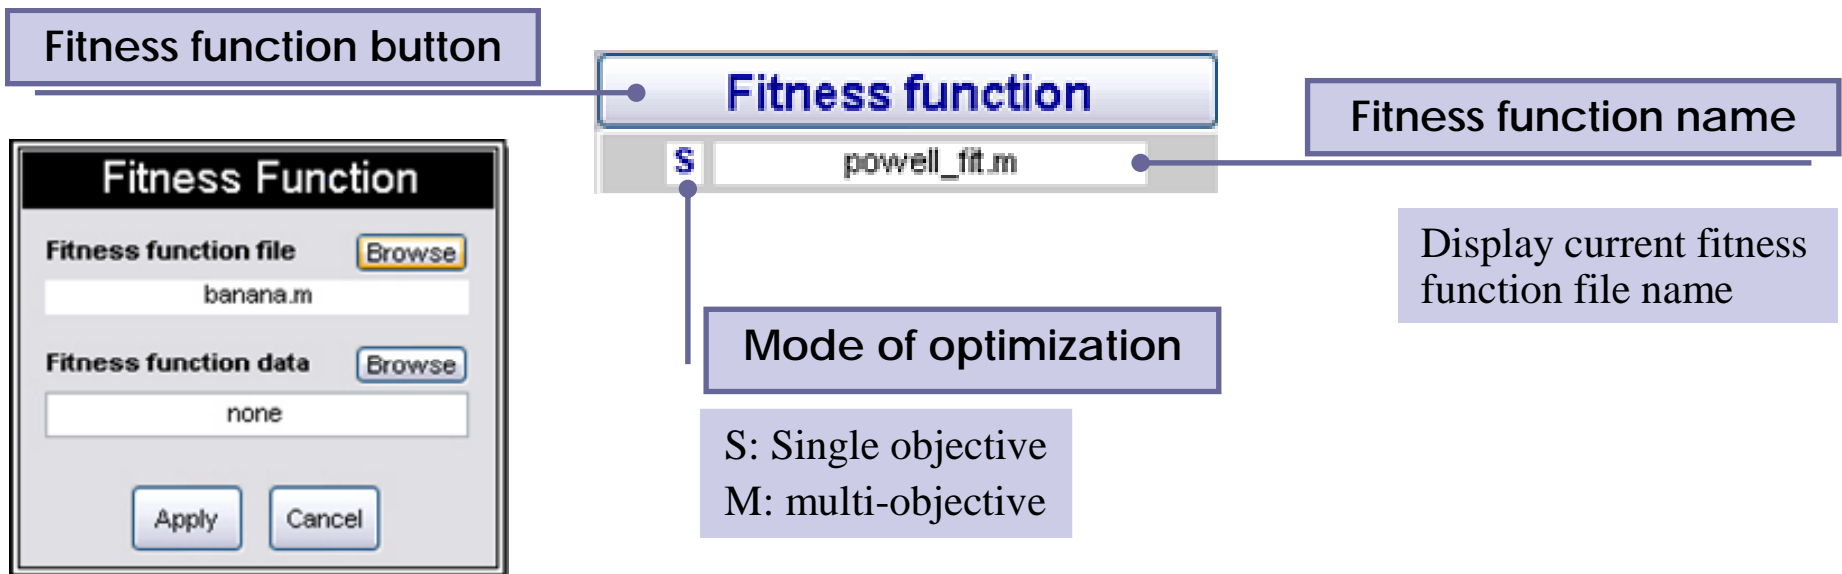 Fitness function button
Fitness function
S powell_fit.m
Fitness function name
Display current fitness
function file name
Mode of optimization
S: Single objective
M: multi-objective
Fitness Function
Fitness function file Browse
banana.m
Fitness function data Browse
none
Apply Cancel